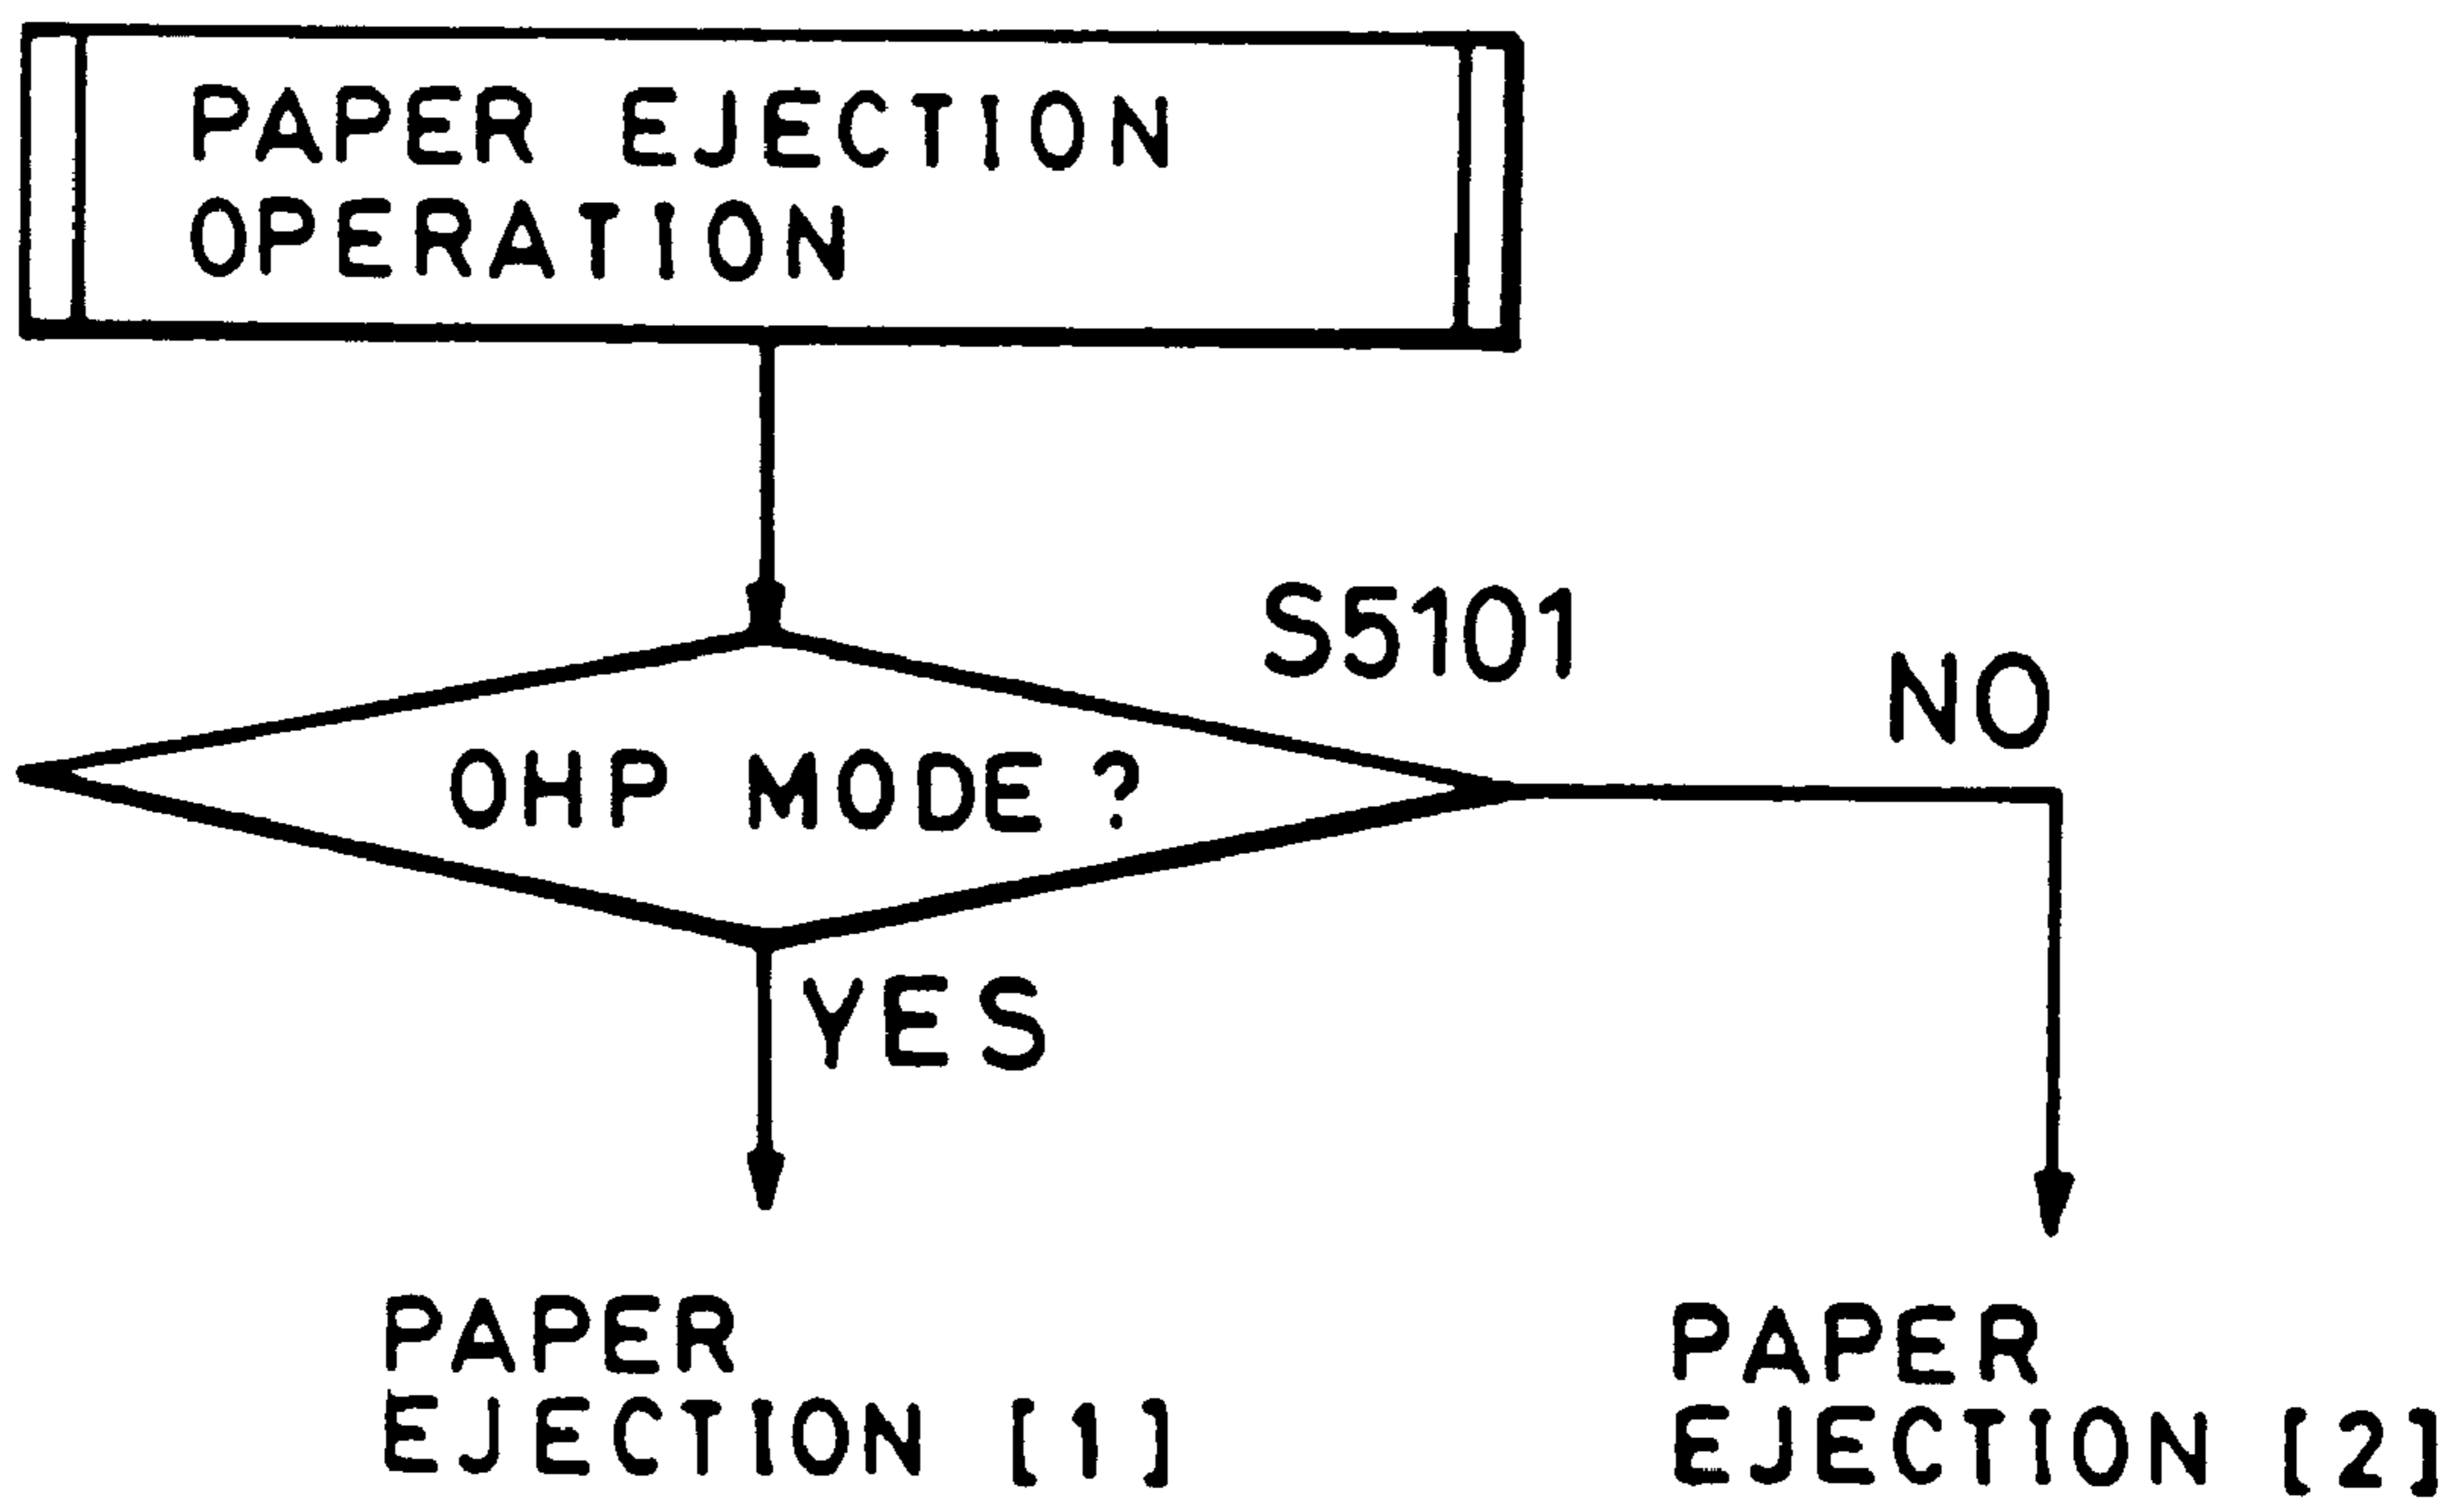 PAPER EJECTION
OPERATION
S5101
NO
OHP MODE ?
YES
PAPER
EJECTION [1]
PAPER
EJECTION [2]